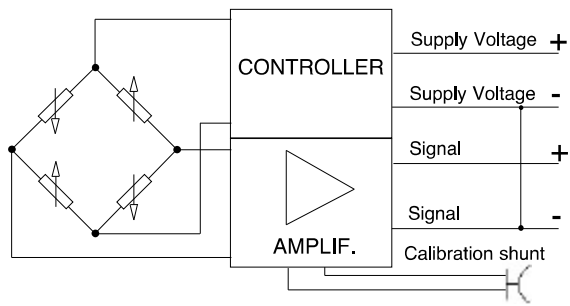 CONTROLLER
Supply Voltage +
Supply Voltage -
Signal +
Signal -
AMPLIF.
Calibration shunt